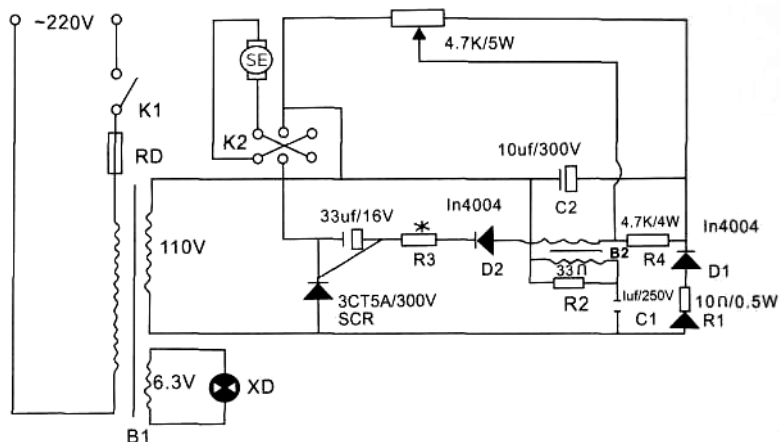 ~220V
K1
RD
SE
K2
4.7K/5W
10uf/300V
C2
33uf/16V
In4004
4.7K/4W
In4004
110V
R3
D2
B2
R4
D1
33Ω
R2
3CT5A/300V
SCR
1uf/250V
C1
10Ω/0.5W
R1
6.3V
XD
B1